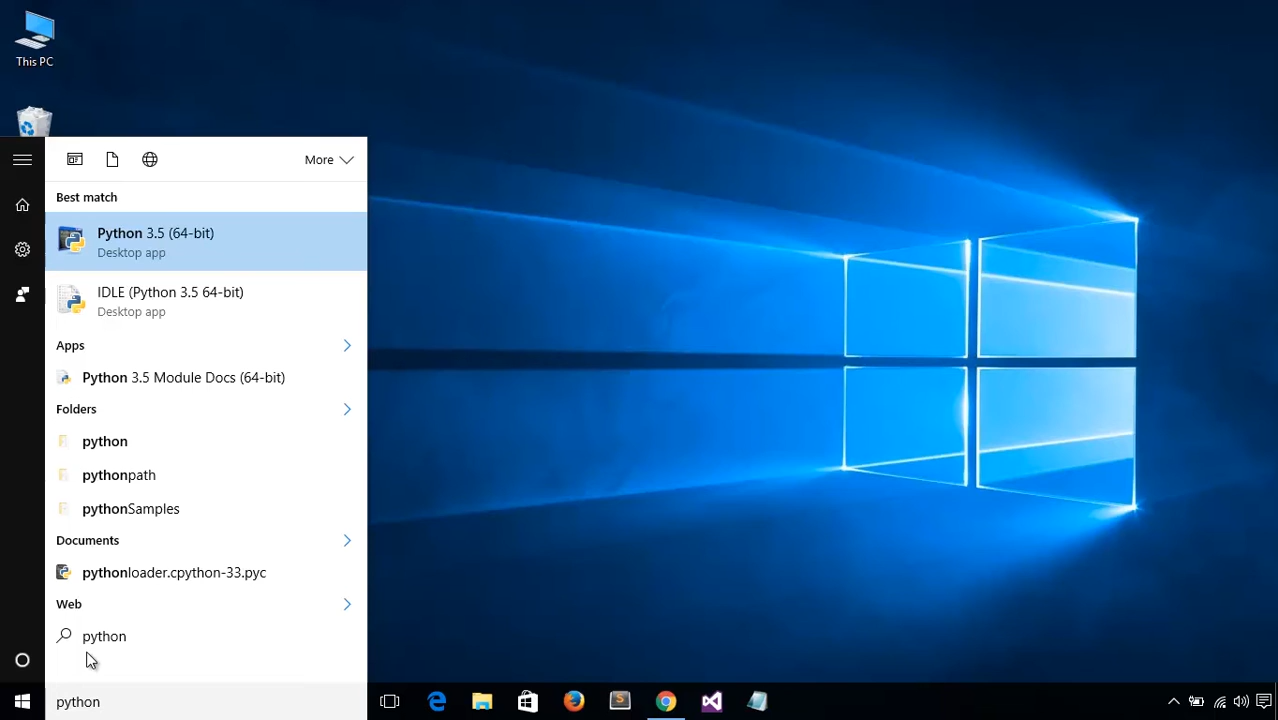 This PC
More
Best match
Python 3.5 (64-bit)
Desktop app
IDLE (Python 3.5 64-bit)
Desktop app
Apps
Python 3.5 Module Docs (64-bit)
Folders
python
pythonpath
pythonSamples
Documents
pythonloader.cpython-33.pyc
Web
python
python